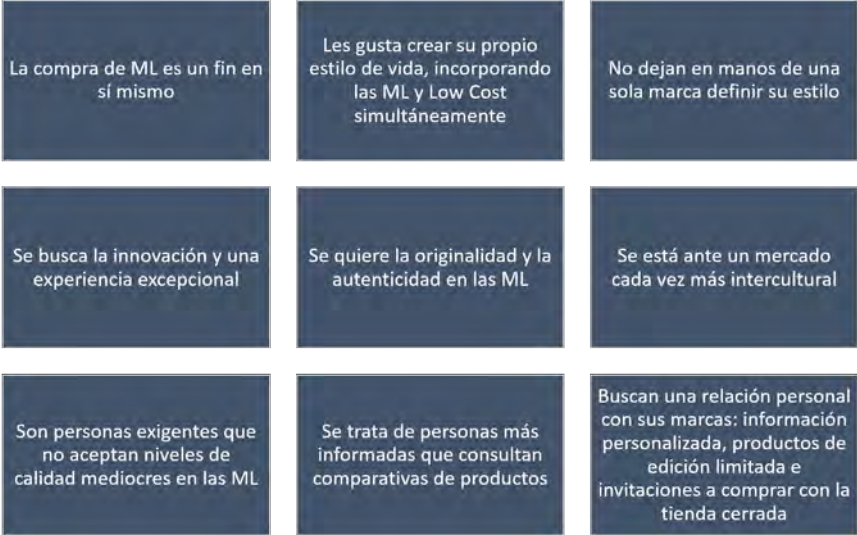 La compra de ML es un fin en
sí mismo
Les gusta crear su propio
estilo de vida, incorporando
las ML y Low Cost
simultáneamente
No dejan en manos de una
sola marca definir su estilo
Se busca la innovación y una
experiencia excepcional
Se quiere la originalidad y la
autenticidad en las ML
Se está ante un mercado
cada vez más intercultural
Son personas exigentes que
no aceptan niveles de
calidad mediocres en las ML
Se trata de personas más
informadas que consultan
comparativas de productos
Buscan una relación personal
con sus marcas: información
personalizada, productos de
edición limitada e
invitaciones a comprar con la
tienda cerrada